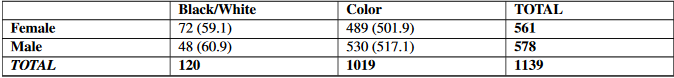 Black/White Color TOTAL
Female 72 (59.1) 489 (501.9) 561
Male 48 (60.9) 530 (517.1) 578
TOTAL 120 1019 1139